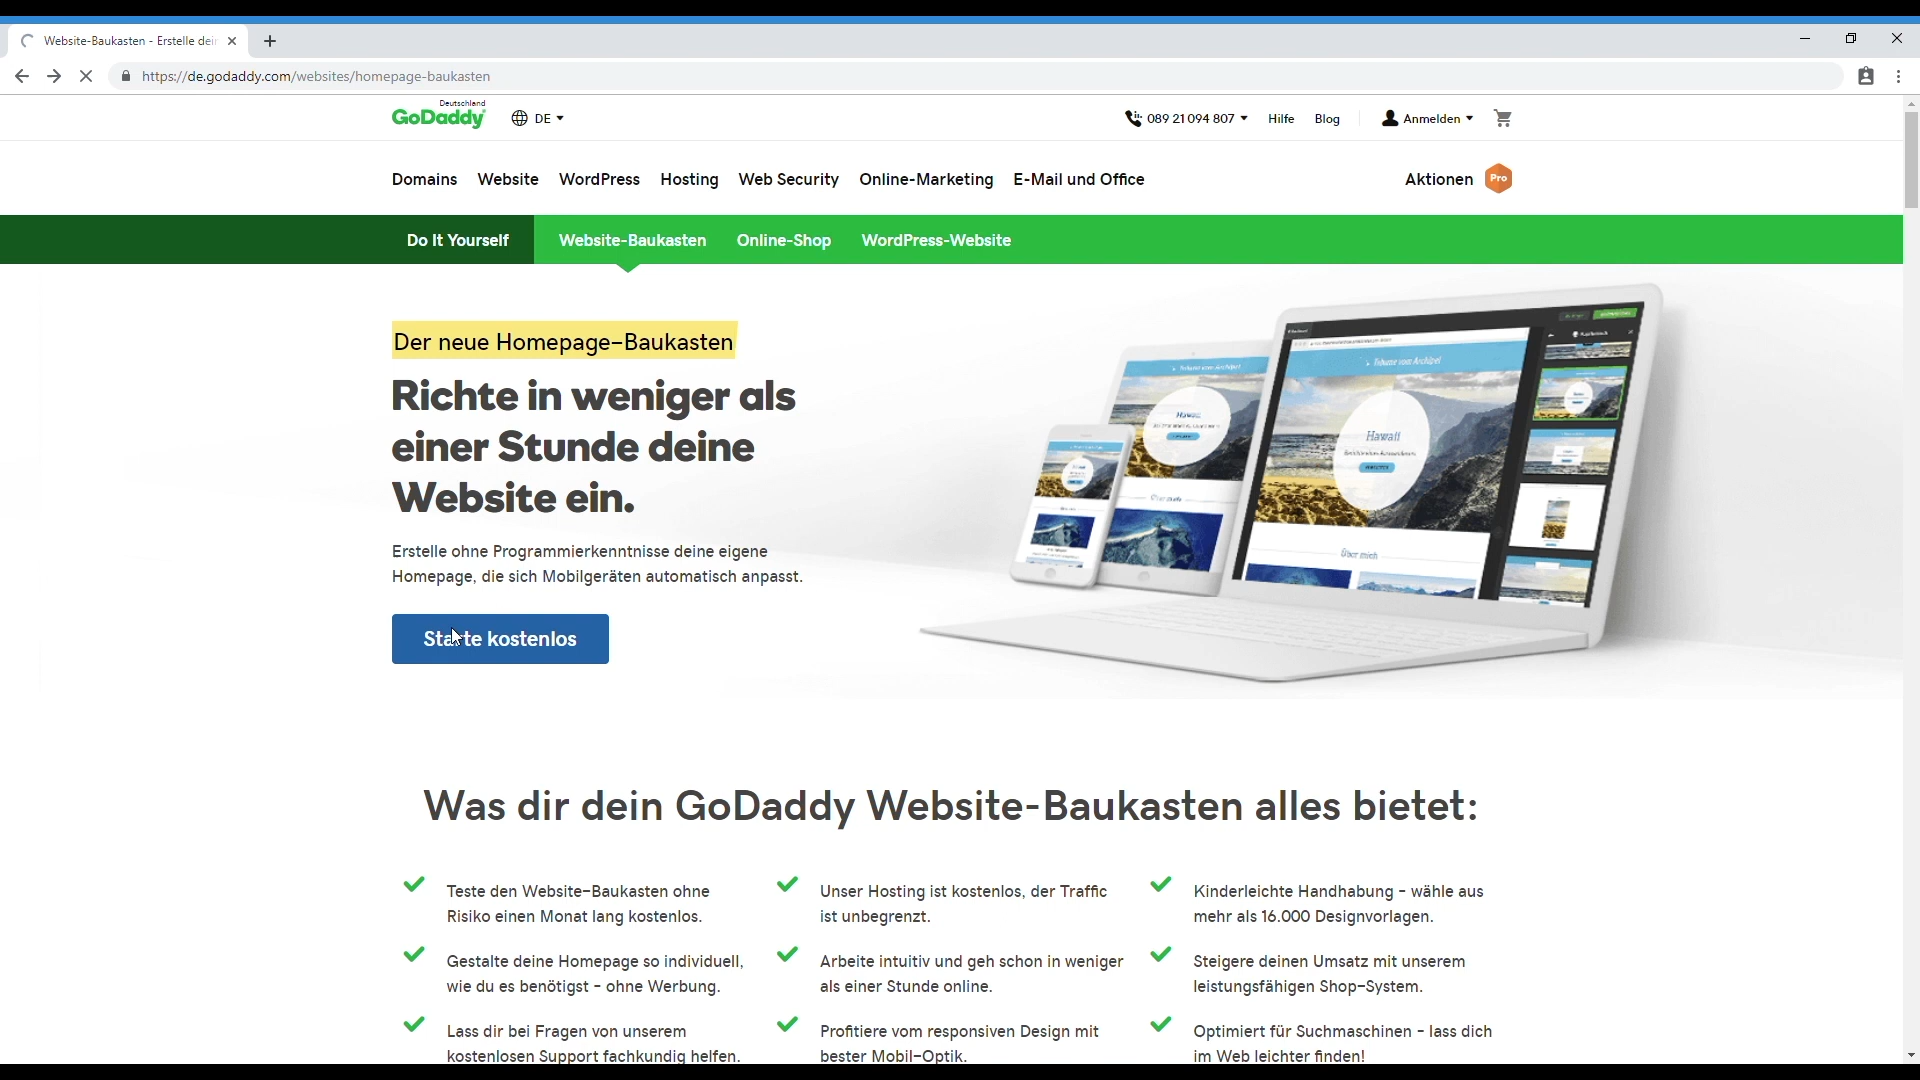 Website-Baukasten - Erstelle dein
https://de.godaddy.com/websites/homepage-baukasten
Deutschland
GoDaddy
DE
089 21 094 807
Hilfe
Blog
Anmelden
Domains
Website
WordPress
Hosting
Web Security
Online-Marketing
E-Mail und Office
Aktionen
Pro
Do It Yourself
Website-Baukasten
Online-Shop
WordPress-Website
Der neue Homepage-Baukasten
Richte in weniger als
einer Stunde deine
Website ein.
Erstelle ohne Programmierkenntnisse deine eigene
Homepage, die sich Mobilgeräten automatisch anpasst.
Starte kostenlos
Hawaii
Hawaii
Über mich
Was dir dein GoDaddy Website-Baukasten alles bietet:
Teste den Website-Baukasten ohne
Risiko einen Monat lang kostenlos.
Unser Hosting ist kostenlos, der Traffic
ist unbegrenzt.
Kinderleichte Handhabung - wähle aus
mehr als 16.000 Designvorlagen.
Gestalte deine Homepage so individuell,
wie du es benötigst - ohne Werbung.
Arbeite intuitiv und geh schon in weniger
als einer Stunde online.
Steigere deinen Umsatz mit unserem
leistungsfähigen Shop-System.
Lass dir bei Fragen von unserem
kostenlosen Support fachkundig helfen.
Profitiere vom responsiven Design mit
bester Mobil-Optik.
Optimiert für Suchmaschinen - lass dich
im Web leichter finden!